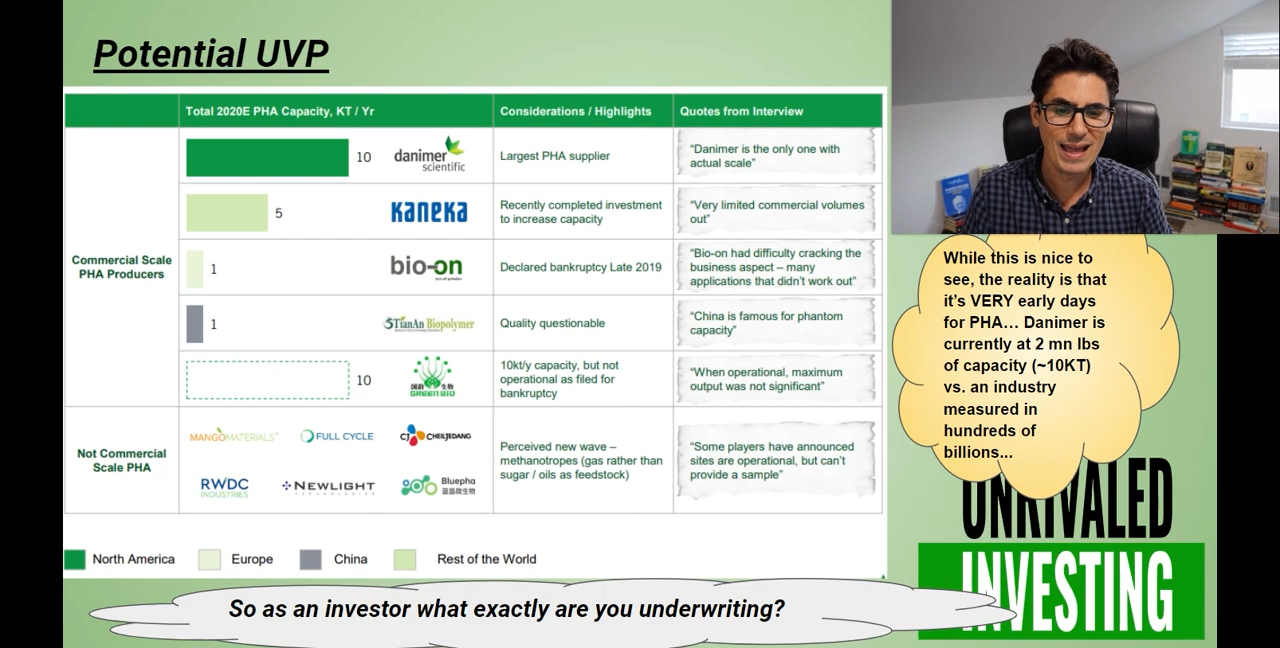 Potential UVP
Total 2020E PHA Capacity, KT / Yr
Considerations / Highlights
Quotes from Interview
Commercial Scale
PHA Producers
10
danimer
scientific
Largest PHA supplier
“Danimer is the only one with
actual scale”
5
Kaneka
Recently completed investment
to increase capacity
“Very limited commercial volumes
out”
1
bio-on
Declared bankruptcy Late 2019
“Bio-on had difficulty cracking the
business aspect – many
applications that didn’t work out”
1
TianAn Biopolymer
Quality questionable
“China is famous for phantom
capacity”
10
GREEN BIO
10kt/y capacity, but not
operational as filed for
bankruptcy
“When operational, maximum
output was not significant”
Not Commercial
Scale PHA
MANGOMATERIALS
FULL CYCLE
CJ CHEILJEDANG
RWDC
INDUSTRIES
NEWLIGHT
TECHNOLOGIES
Bluepha
蓝晶微生物
Perceived new wave –
methanotropes (gas rather than
sugar / oils as feedstock)
“Some players have announced
sites are operational, but can’t
provide a sample”
North America
Europe
China
Rest of the World
So as an investor what exactly are you underwriting?
While this is nice to
see, the reality is that
it’s VERY early days
for PHA… Danimer is
currently at 2 mn lbs
of capacity (~10KT)
vs. an industry
measured in
hundreds of
billions...
UNRIVALED
INVESTING